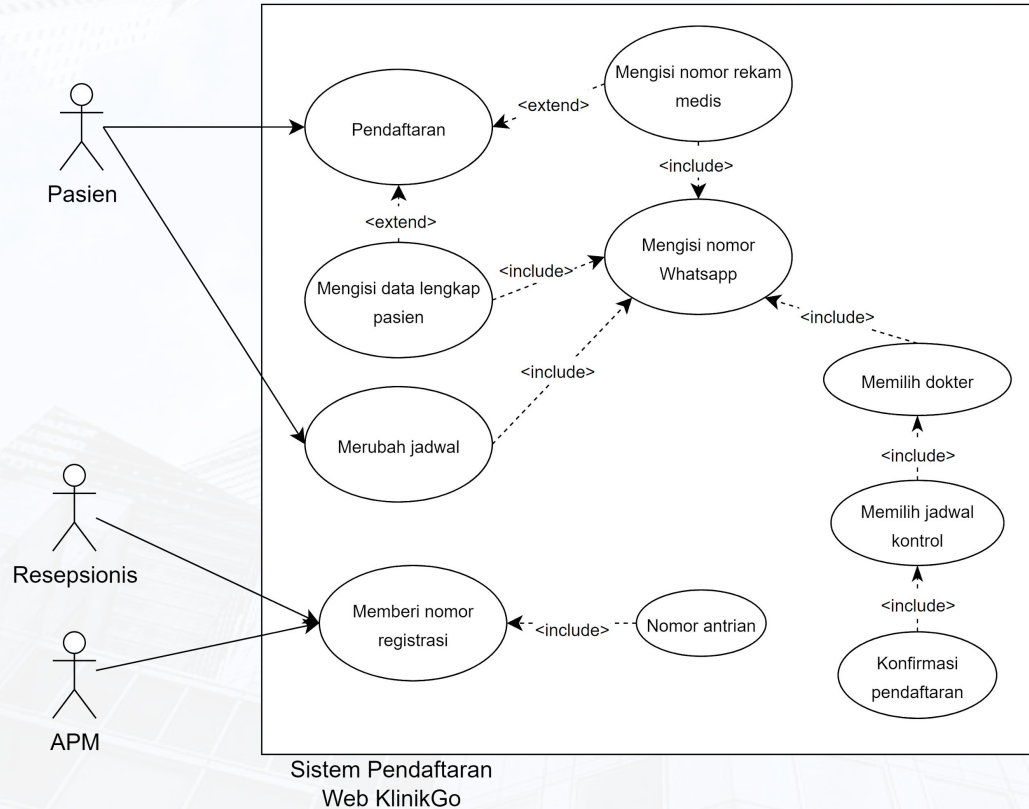 Mengisi nomor rekam
medis
<extend>
Pendaftaran
<include>
Pasien
<extend>
Mengisi nomor
Whatsapp
<include>
Mengisi data lengkap
pasien
<include>
<include>
Memilih dokter
Merubah jadwal
<include>
Memilih jadwal
kontrol
Resepsionis
<include>
Memberi nomor
registrasi
<include>
Nomor antrian
Konfirmasi
pendaftaran
APM
Sistem Pendaftaran
Web KlinikGo